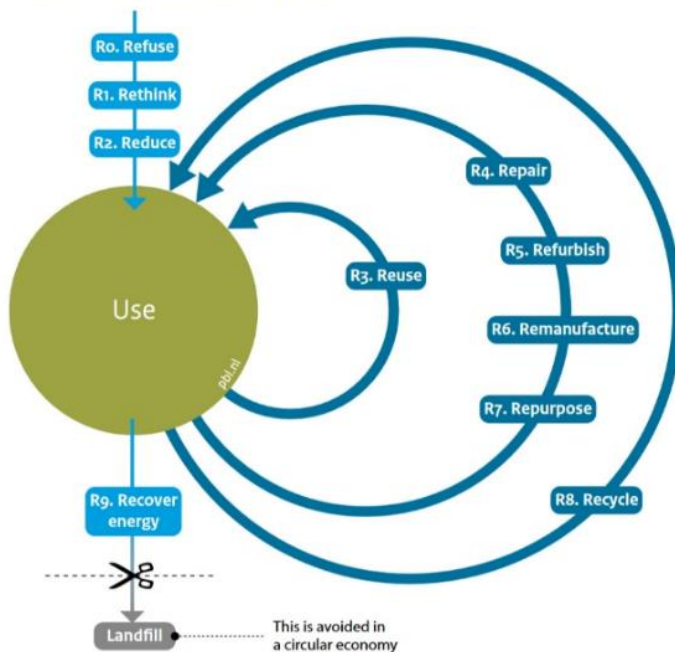 R0. Refuse
R1. Rethink
R2. Reduce
R4. Repair
R5. Refurbish
R3. Reuse
Use
R6. Remanufacture
pbl.nl
R7. Repurpose
R9. Recover
energy
R8. Recycle
Landfill
This is avoided in
a circular economy